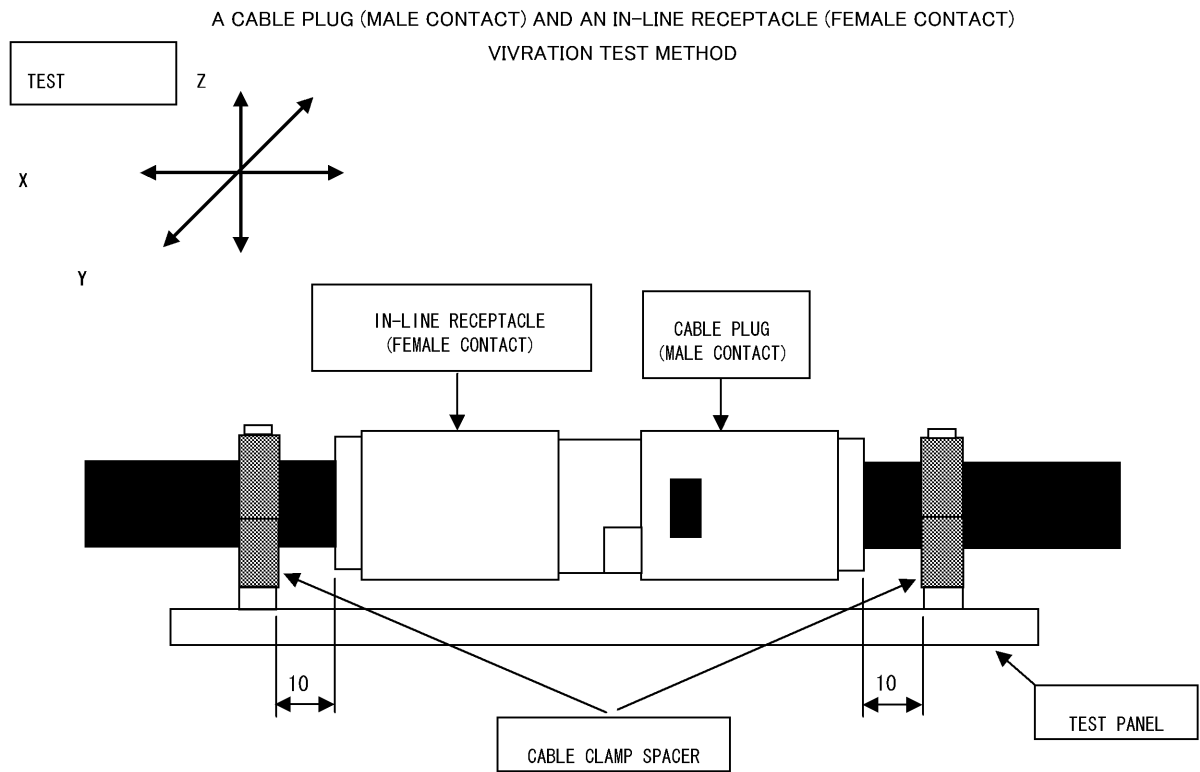 A CABLE PLUG (MALE CONTACT) AND AN IN-LINE RECEPTACLE (FEMALE CONTACT)
VIVRATION TEST METHOD
TEST
Z
X
Y
IN-LINE RECEPTACLE
(FEMALE CONTACT)
CABLE PLUG
(MALE CONTACT)
10
10
TEST PANEL
CABLE CLAMP SPACER